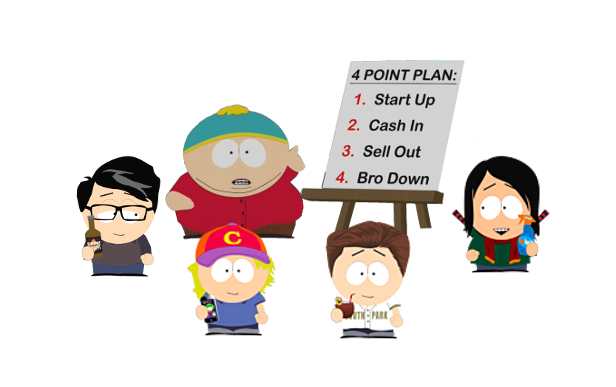 4 POINT PLAN:
1. Start Up
2. Cash In
3. Sell Out
4. Bro Down
C
UTH PARK